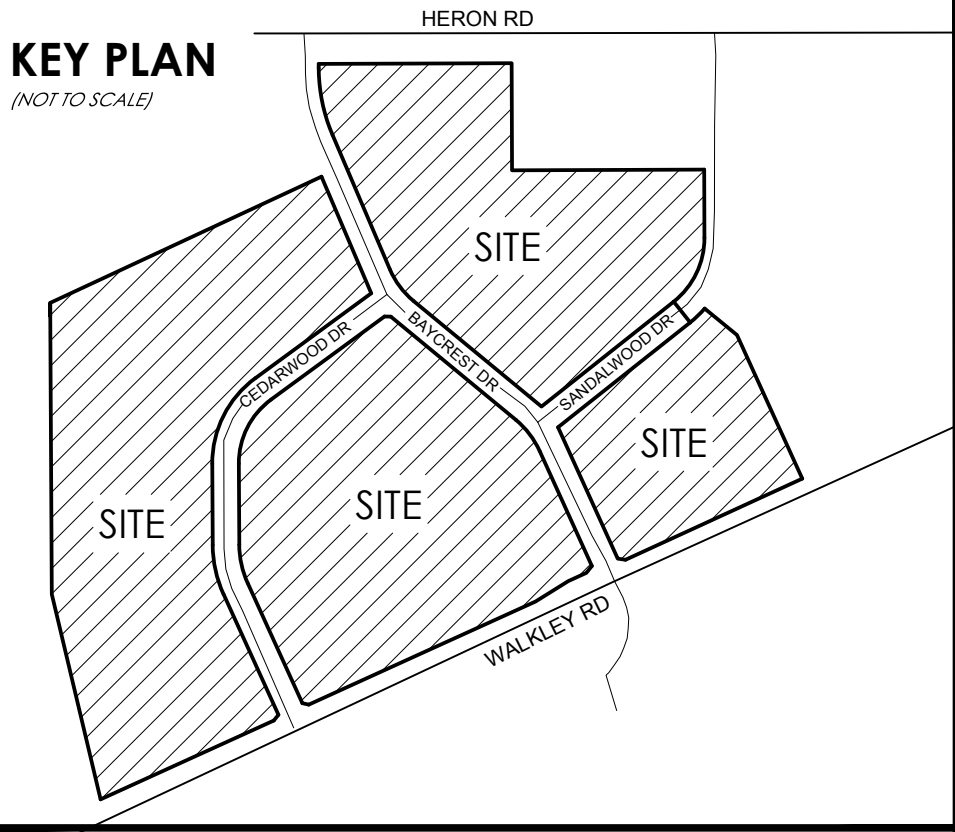 HERON RD
KEY PLAN
(NOT TO SCALE)
SITE
CEDARWOOD DR
BAYCREST DR
SANDALWOOD DR
SITE
SITE
SITE
WALKLEY RD